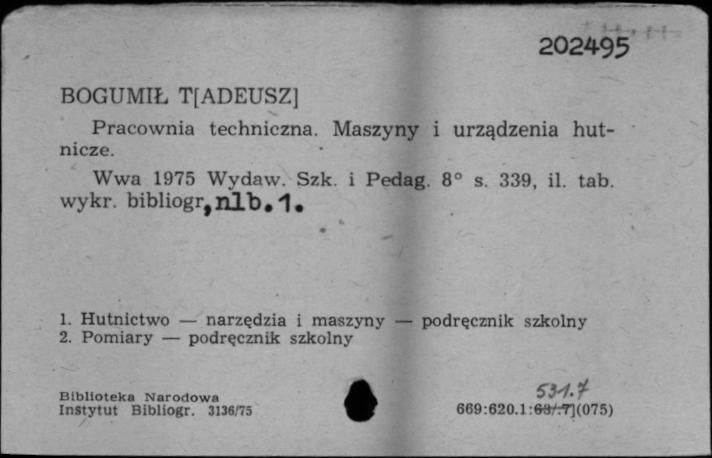 202495
BOGUMIŁ T[ADEUSZ]
Pracownia techniczna. Maszyny i urządzenia hut-
nicze.
Wwa 1975 Wydaw. Szk. i Pedag. 8° s. 339, il. tab.
wykr. bibliogr, nlb. 1.
1. Hutnictwo — narzędzia i maszyny — podręcznik szkolny
2. Pomiary — podręcznik szkolny
531.7
Biblioteka Narodowa
Instytut Bibliogr. 3136/75
669:620.1:63/.7](075)